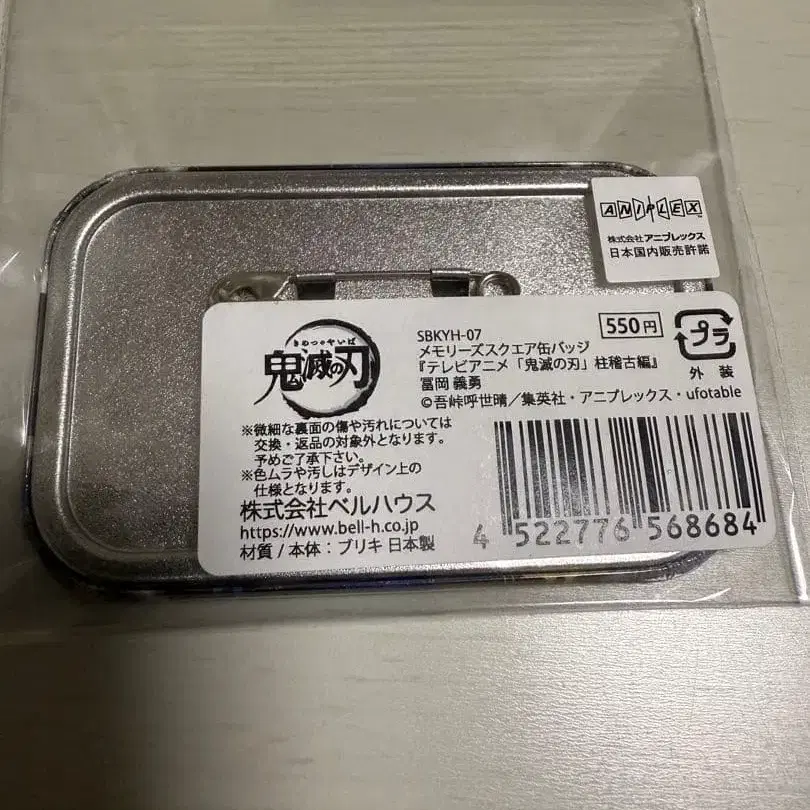 ANIPLEX
株式会社アニプレックス
日本国内販売許諾
きめつのやいば
鬼滅の刃
SBKYH-07
550円
メモリーズスクエア缶バッジ
『テレビアニメ「鬼滅の刃」柱稽古編』
冨岡 義勇
©吾峠呼世晴／集英社・アニプレックス・ufotable
プラ
外装
※微細な裏面の傷や汚れについては
交換・返品の対象外となります。
予めご了承下さい。
※色ムラや汚しはデザイン上の
仕様となります。
株式会社ベルハウス
https://www.bell-h.co.jp
材質 / 本体：ブリキ 日本製
4 522776 568684